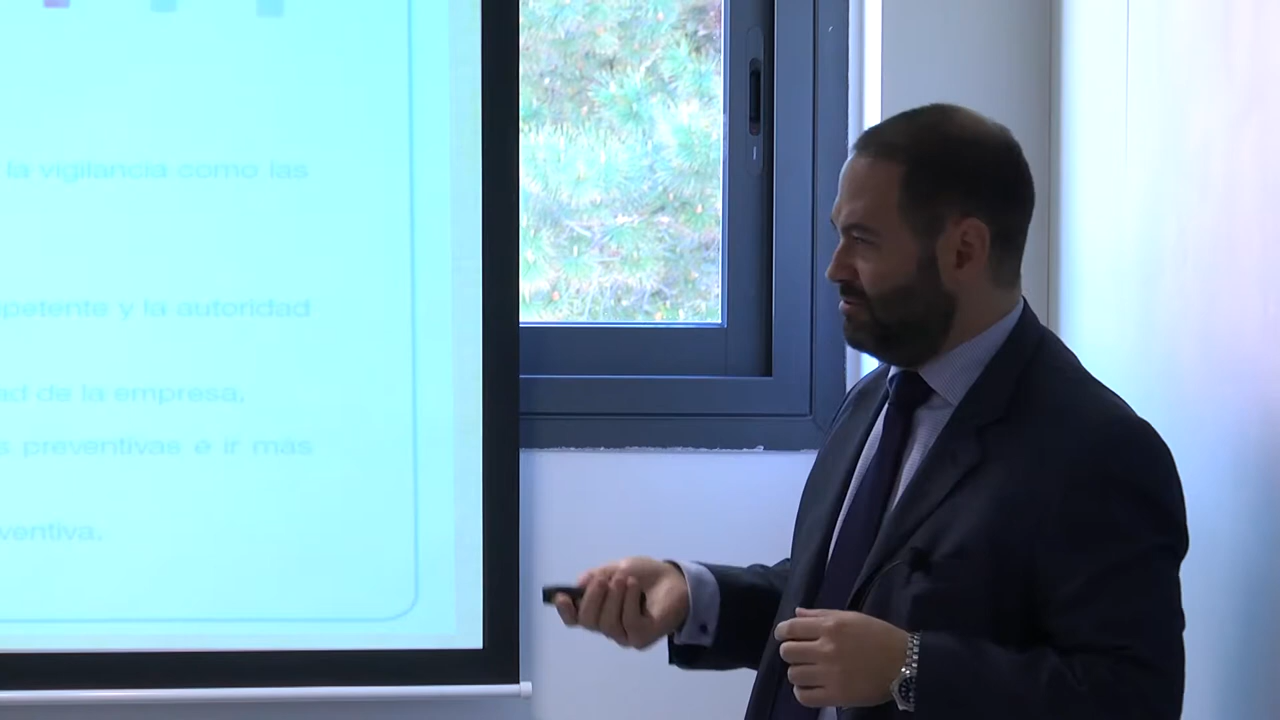 la vigilancia como las
petente y la autoridad
ad de la empresa,
s preventivas e ir más
ventiva.